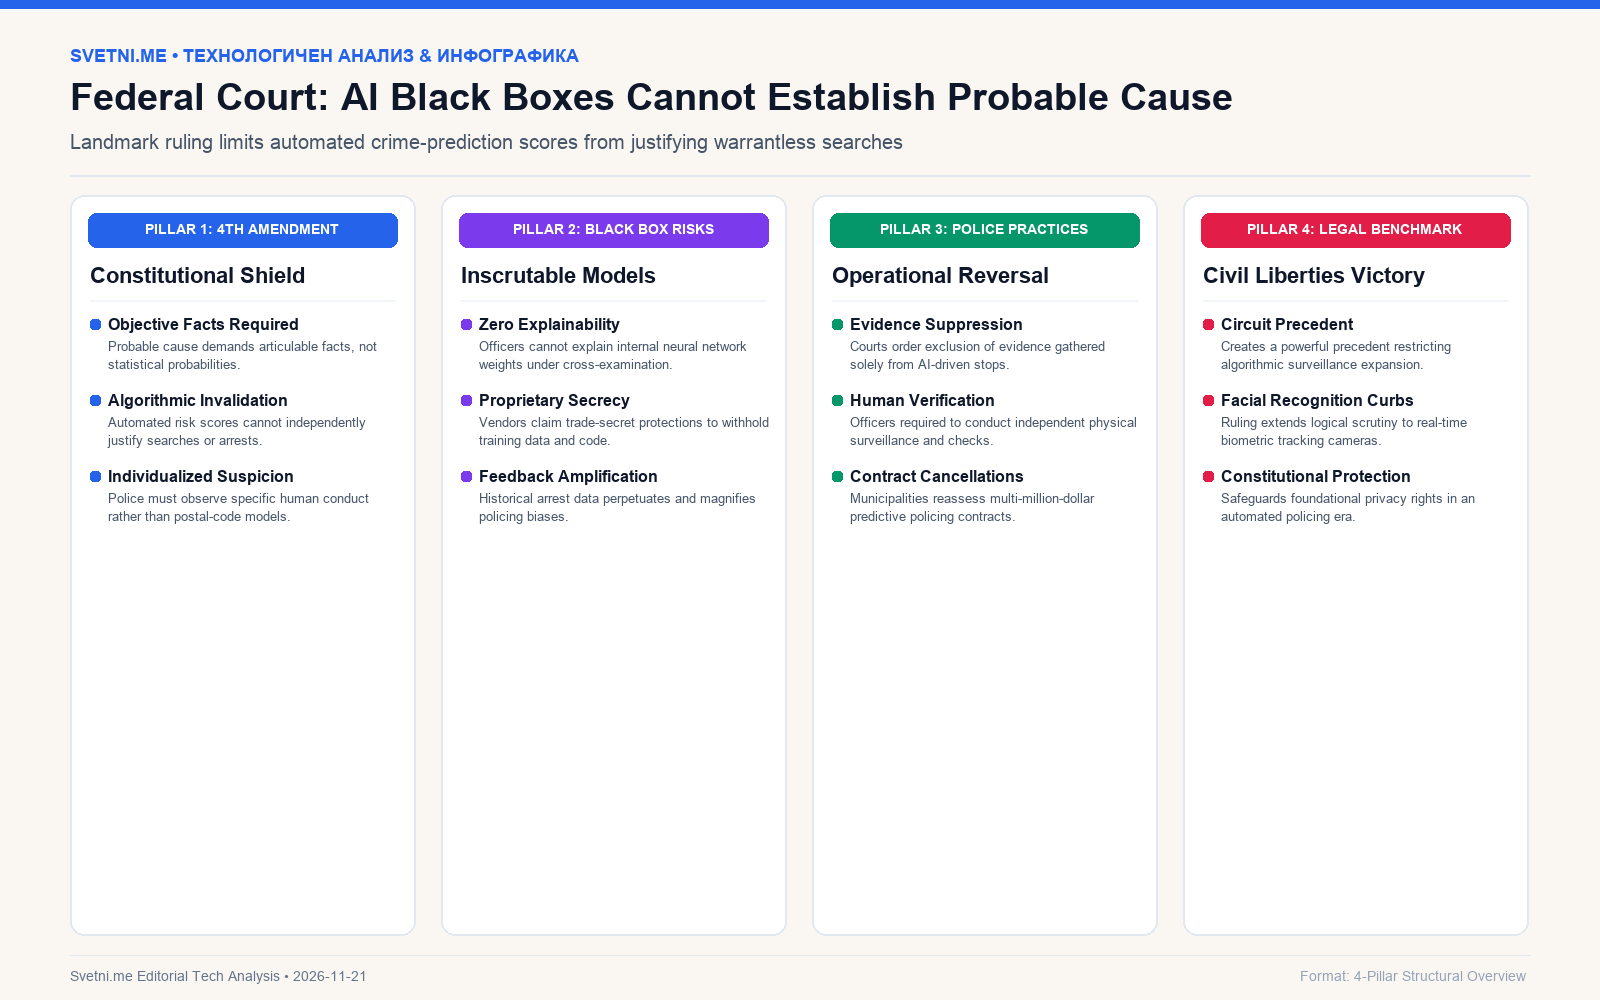 SVETNI.ME • ТЕХНОЛОГИЧЕН АНАЛИЗ & ИНФОГРАФИКА
Federal Court: AI Black Boxes Cannot Establish Probable Cause
Landmark ruling limits automated crime-prediction scores from justifying warrantless searches
PILLAR 1: 4TH AMENDMENT
Constitutional Shield
Objective Facts Required
Probable cause demands articulable facts, not
statistical probabilities.
Algorithmic Invalidation
Automated risk scores cannot independently
justify searches or arrests.
Individualized Suspicion
Police must observe specific human conduct
rather than postal-code models.
PILLAR 2: BLACK BOX RISKS
Inscrutable Models
Zero Explainability
Officers cannot explain internal neural network
weights under cross-examination.
Proprietary Secrecy
Vendors claim trade-secret protections to withhold
training data and code.
Feedback Amplification
Historical arrest data perpetuates and magnifies
policing biases.
PILLAR 3: POLICE PRACTICES
Operational Reversal
Evidence Suppression
Courts order exclusion of evidence gathered
solely from AI-driven stops.
Human Verification
Officers required to conduct independent physical
surveillance and checks.
Contract Cancellations
Municipalities reassess multi-million-dollar
predictive policing contracts.
PILLAR 4: LEGAL BENCHMARK
Civil Liberties Victory
Circuit Precedent
Creates a powerful precedent restricting
algorithmic surveillance expansion.
Facial Recognition Curbs
Ruling extends logical scrutiny to real-time
biometric tracking cameras.
Constitutional Protection
Safeguards foundational privacy rights in an
automated policing era.
Svetni.me Editorial Tech Analysis • 2026-11-21
Format: 4-Pillar Structural Overview